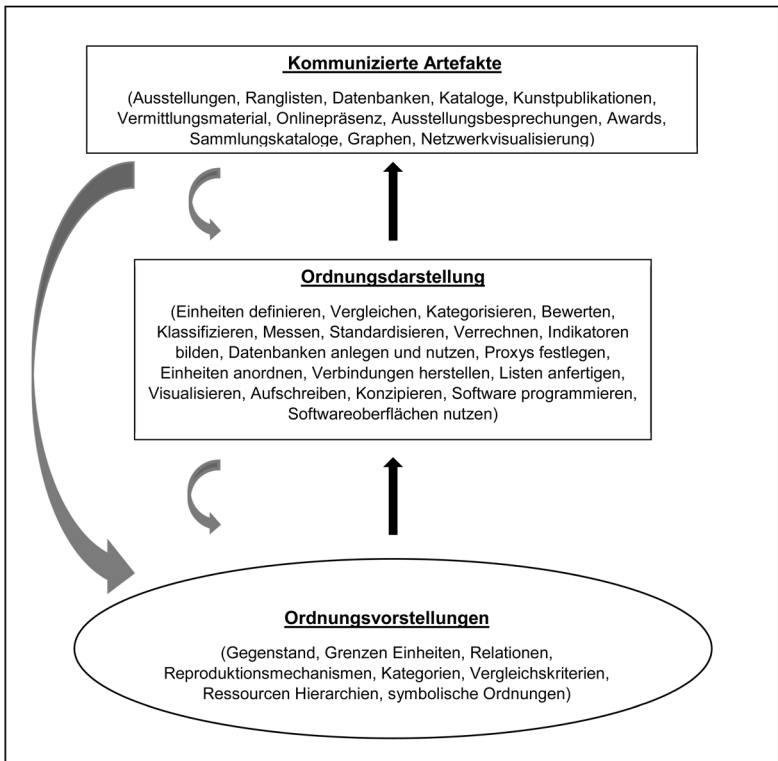 Kommunizierte Artefakte
(Ausstellungen, Ranglisten, Datenbanken, Kataloge, Kunstpublikationen,
Vermittlungsmaterial, Onlinepräsenz, Ausstellungsbesprechungen, Awards,
Sammlungskataloge, Graphen, Netzwerkvisualisierung)
Ordnungsdarstellung
(Einheiten definieren, Vergleichen, Kategorisieren, Bewerten,
Klassifizieren, Messen, Standardisieren, Verrechnen, Indikatoren
bilden, Datenbanken anlegen und nutzen, Proxys festlegen,
Einheiten anordnen, Verbindungen herstellen, Listen anfertigen,
Visualisieren, Aufschreiben, Konzipieren, Software programmieren,
Softwareoberflächen nutzen)
Ordnungsvorstellungen
(Gegenstand, Grenzen Einheiten, Relationen,
Reproduktionsmechanismen, Kategorien, Vergleichskriterien,
Ressourcen Hierarchien, symbolische Ordnungen)